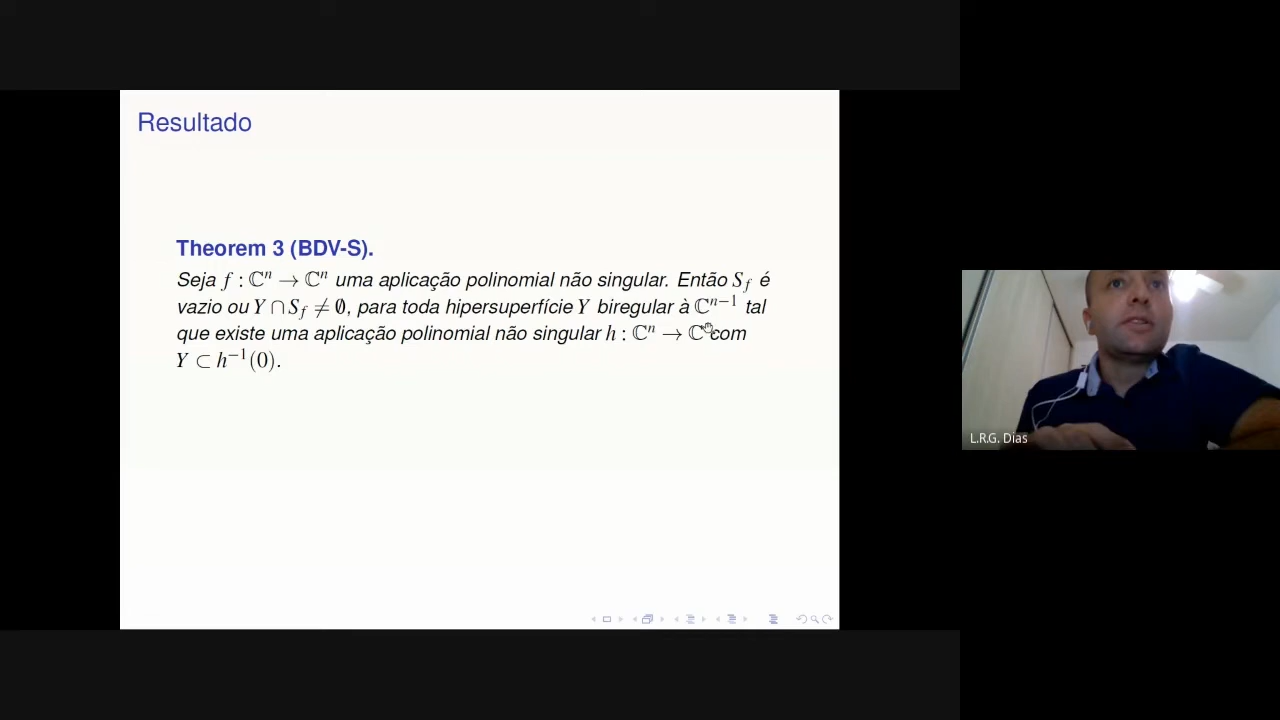 Resultado
Theorem 3 (BDV-S).
Seja f : ℂⁿ → ℂⁿ uma aplicação polinomial não singular. Então S_f é
vazio ou Y ∩ S_f ≠ ∅, para toda hipersuperfície Y biregular à ℂⁿ⁻¹ tal
que existe uma aplicação polinomial não singular h : ℂⁿ → ℂ com
Y ⊂ h⁻¹(0).
L.R.G. Dias